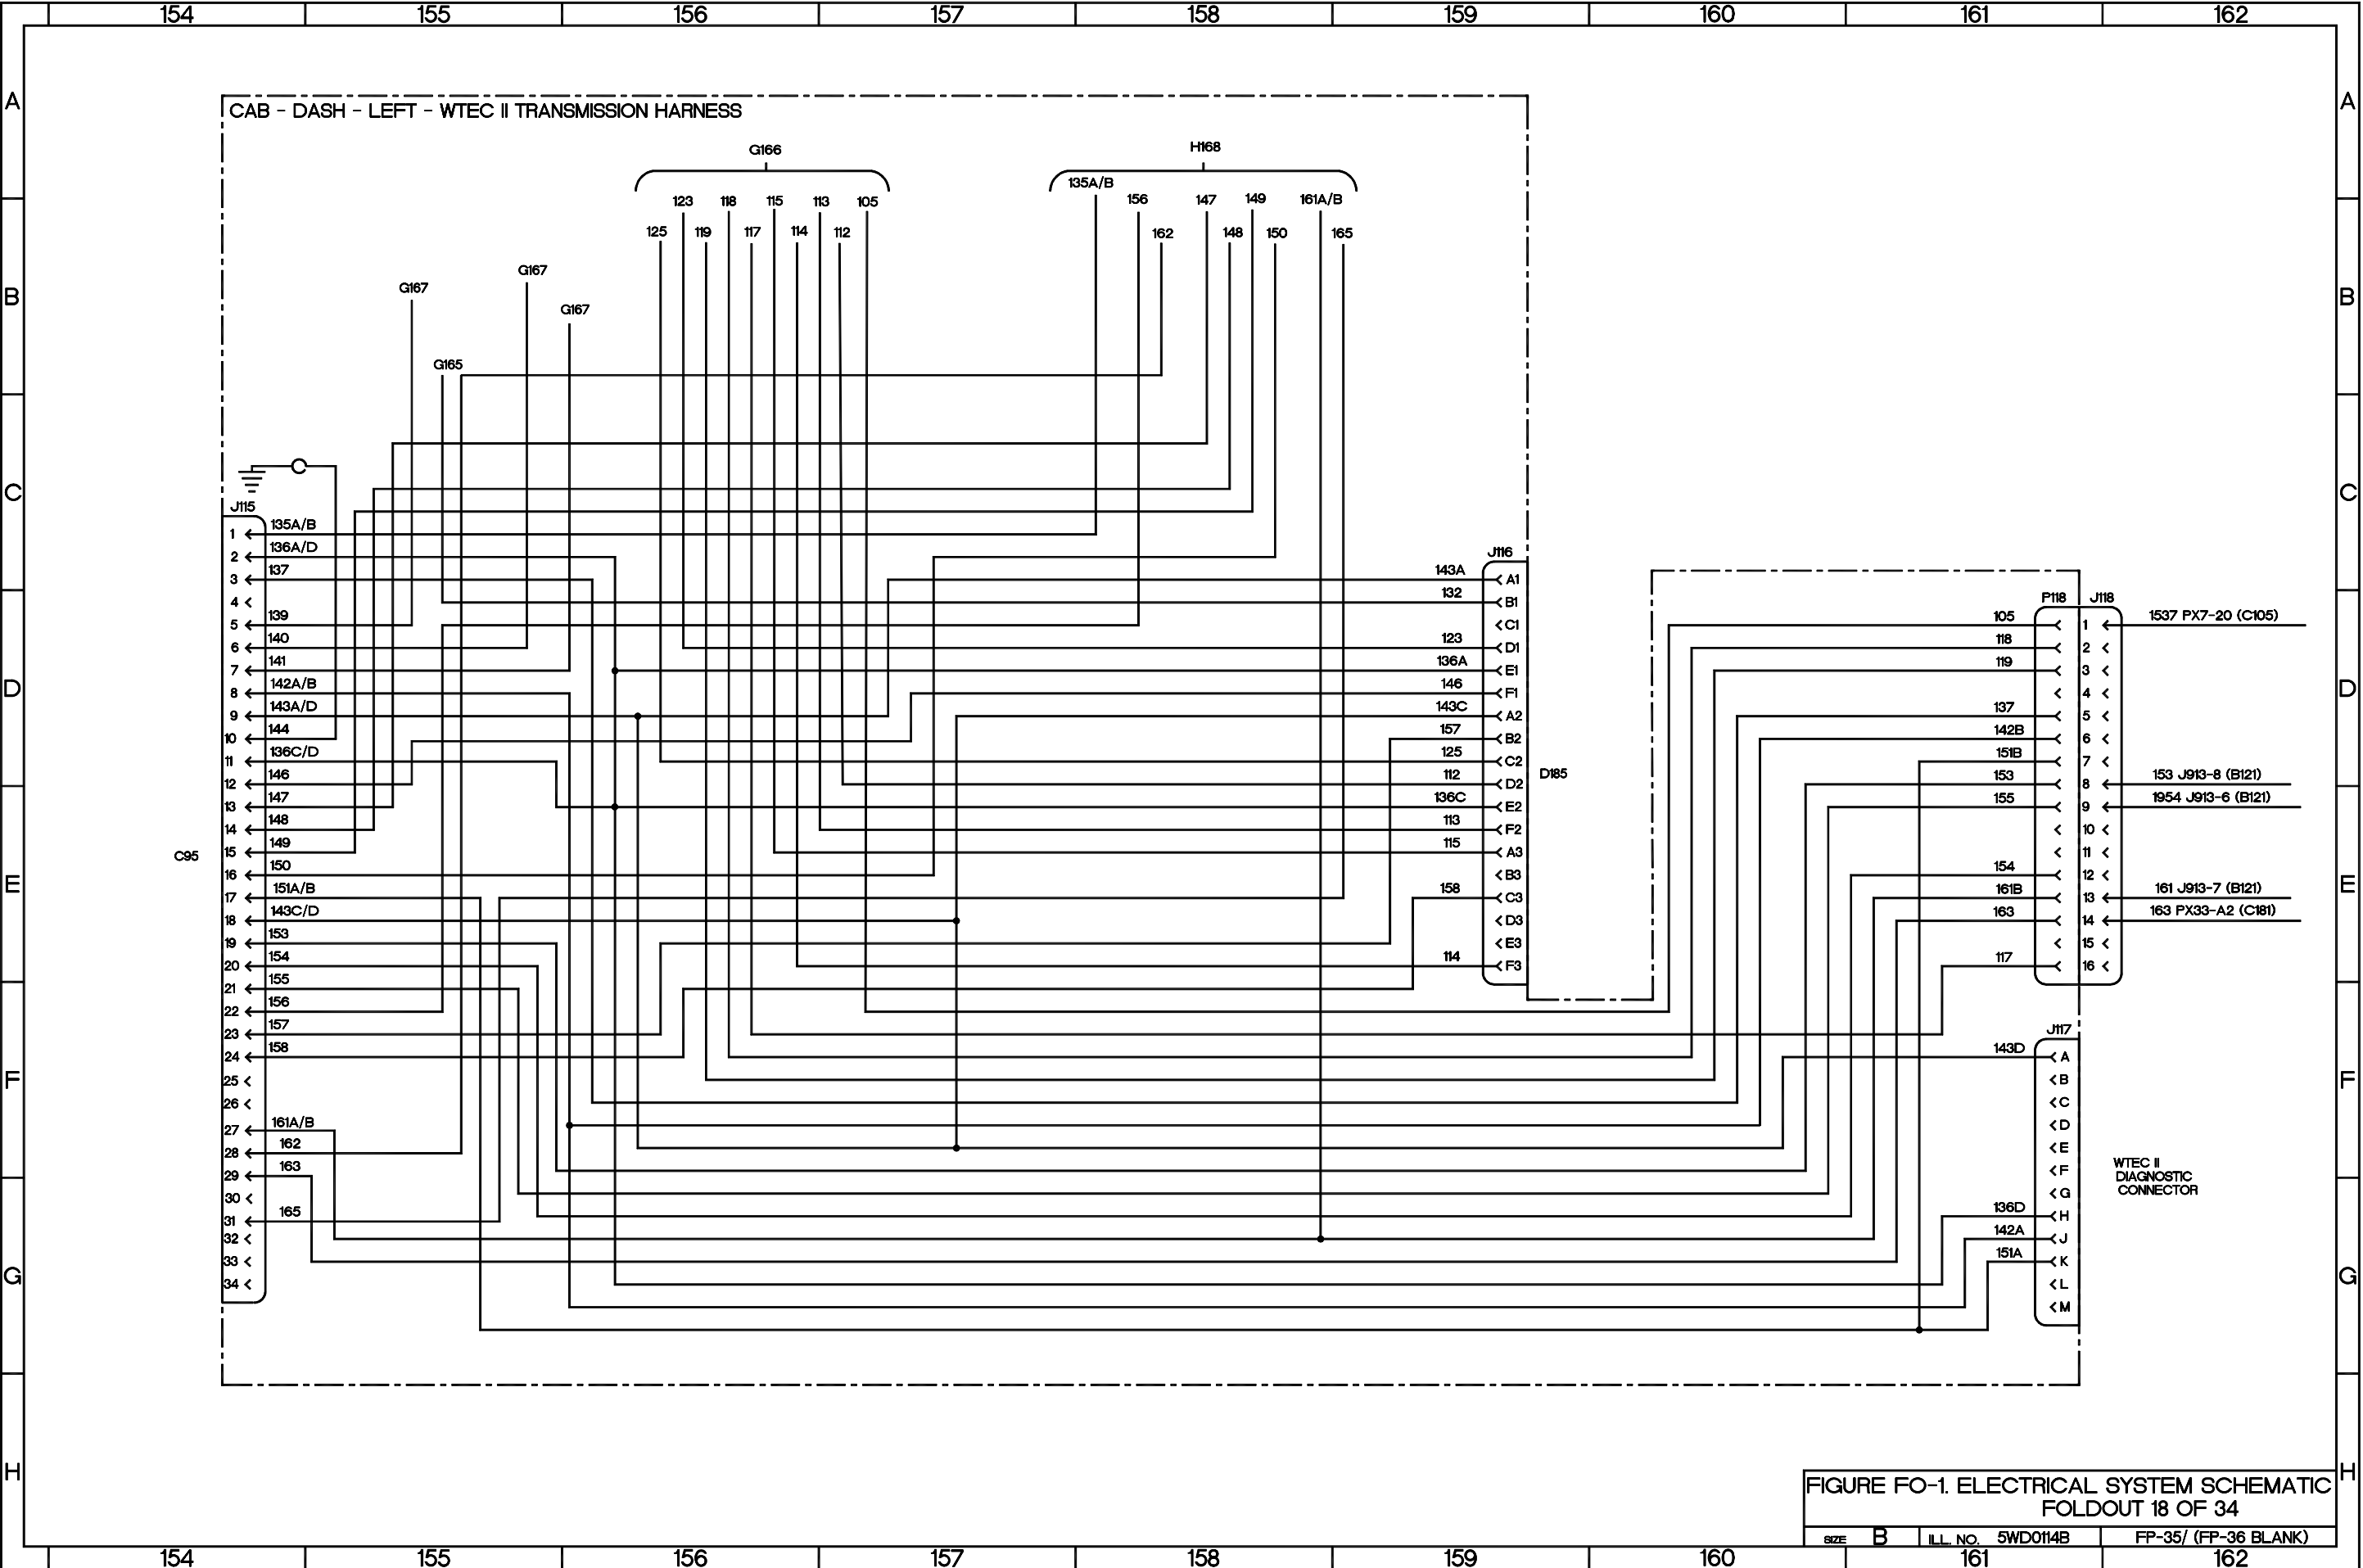 154 155 156 157 158 159 160 161 162
A A
CAB - DASH - LEFT - WTEC II TRANSMISSION HARNESS
G166
H168
135A/B
123 118 115 113 105
156 147 149 161A/B
125 119 117 114 112
162 148 150 165
G167
G167
G167
B B
G165
C C
J115
1 135A/B
2 136A/D
3 137
4
5 139
6 140
7 141
8 142A/B
9 143A/D
10 144
11 136C/D
12 146
13 147
14 148
15 149
16 150
17 151A/B
18 143C/D
19 153
20 154
21 155
22 156
23 157
24 158
25
26
27 161A/B
28 162
29 163
30
31 165
32
33
34
C95
J116
143A A1
132 B1
C1
123 D1
136A E1
146 F1
143C A2
157 B2
125 C2
112 D2
136C E2
113 F2
115 A3
B3
158 C3
D3
E3
114 F3
D185
P118 J118
105 1 1537 PX7-20 (C105)
118 2
119 3
4
137 5
142B 6
151B 7
153 8 153 J913-8 (B121)
155 9 1954 J913-6 (B121)
10
11
154 12
161B 13 161 J913-7 (B121)
163 14 163 PX33-A2 (C181)
15
117 16
D D
E E
J117
143D A
B
C
D
E
F
G
136D H
142A J
151A K
L
M
WTEC II
DIAGNOSTIC
CONNECTOR
F F
G G
H H
FIGURE FO-1. ELECTRICAL SYSTEM SCHEMATIC
FOLDOUT 18 OF 34
SIZE B ILL. NO. 5WD0114B FP-35/ (FP-36 BLANK)
154 155 156 157 158 159 160 161 162